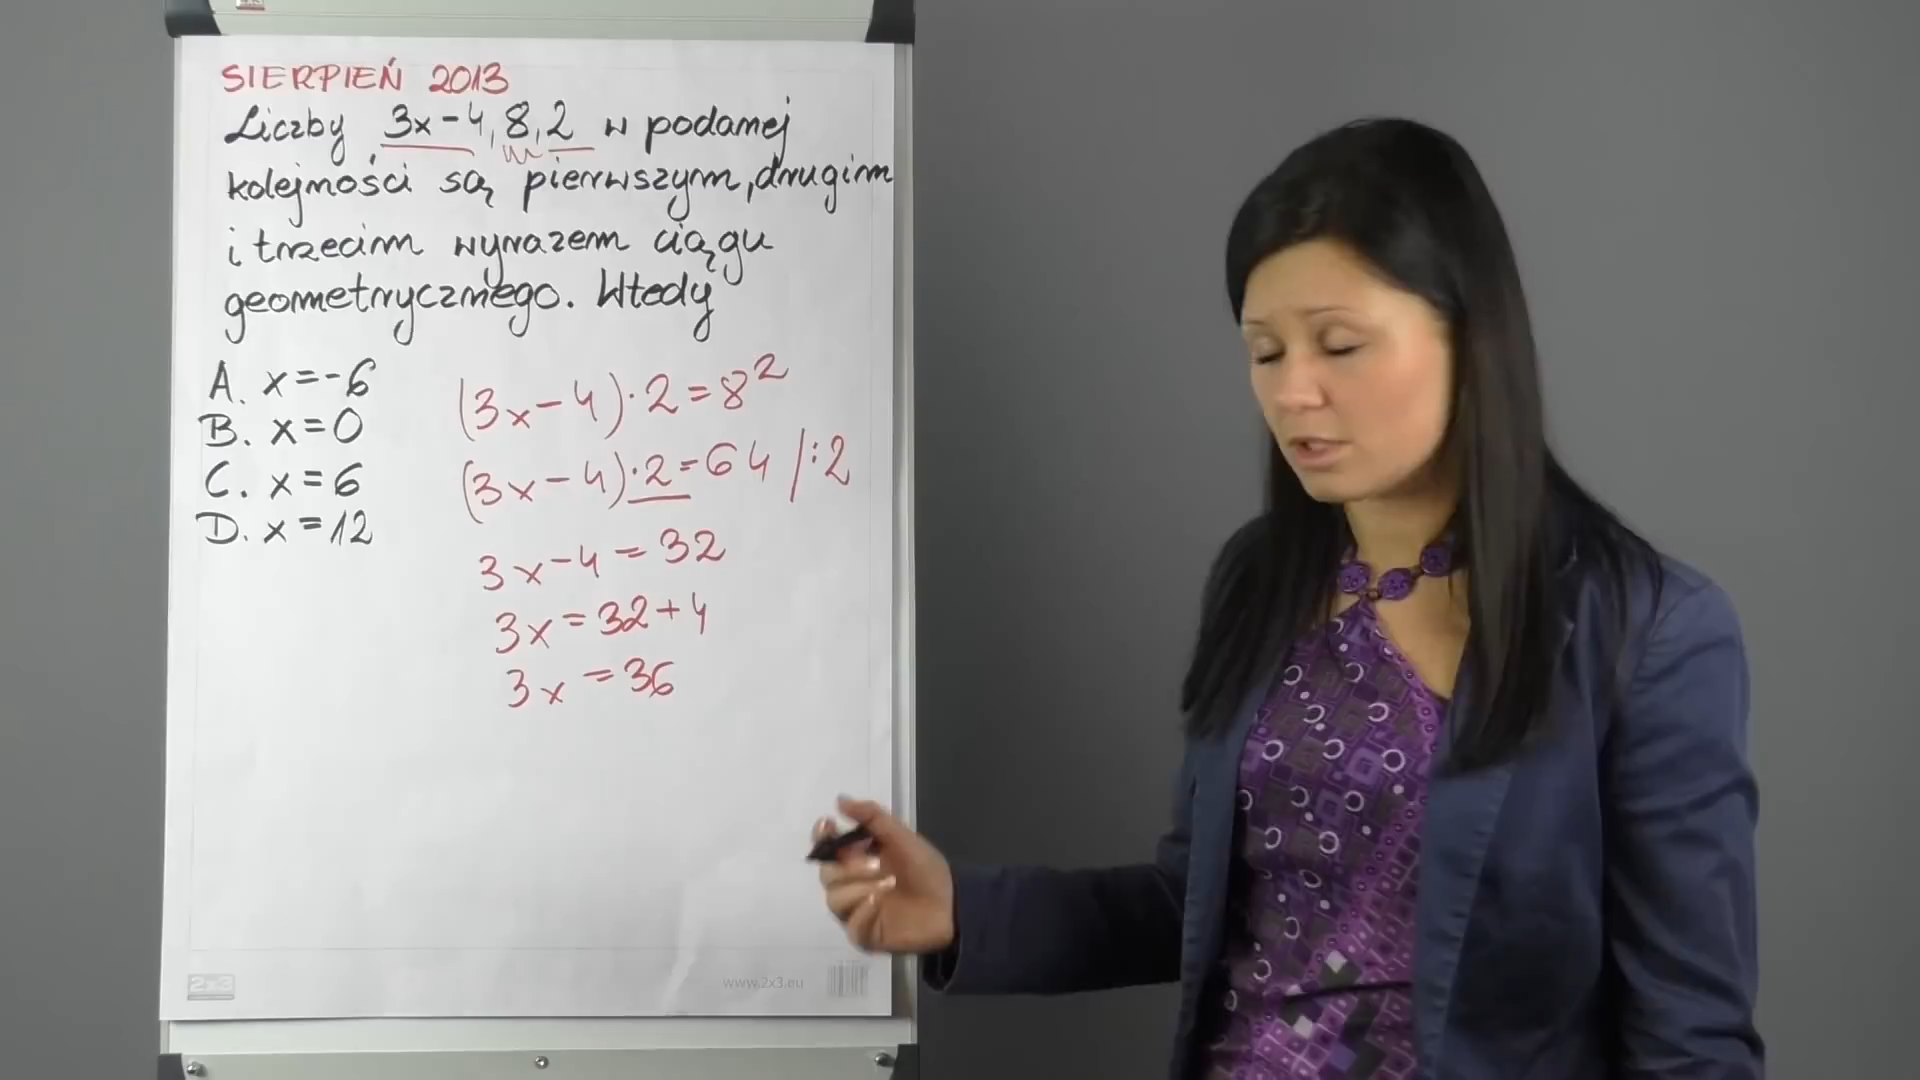 SIERPIEŃ 2013
Liczby 3x-4, 8, 2 w podanej
kolejności są pierwszym, drugim
i trzecim wyrazem ciągu
geometrycznego. Wtedy
A. x=-6
B. x=0
C. x=6
D. x=12
(3x-4)·2=8²
(3x-4)·2=64 /:2
3x-4=32
3x=32+4
3x=36
2x3
www.2x3.eu